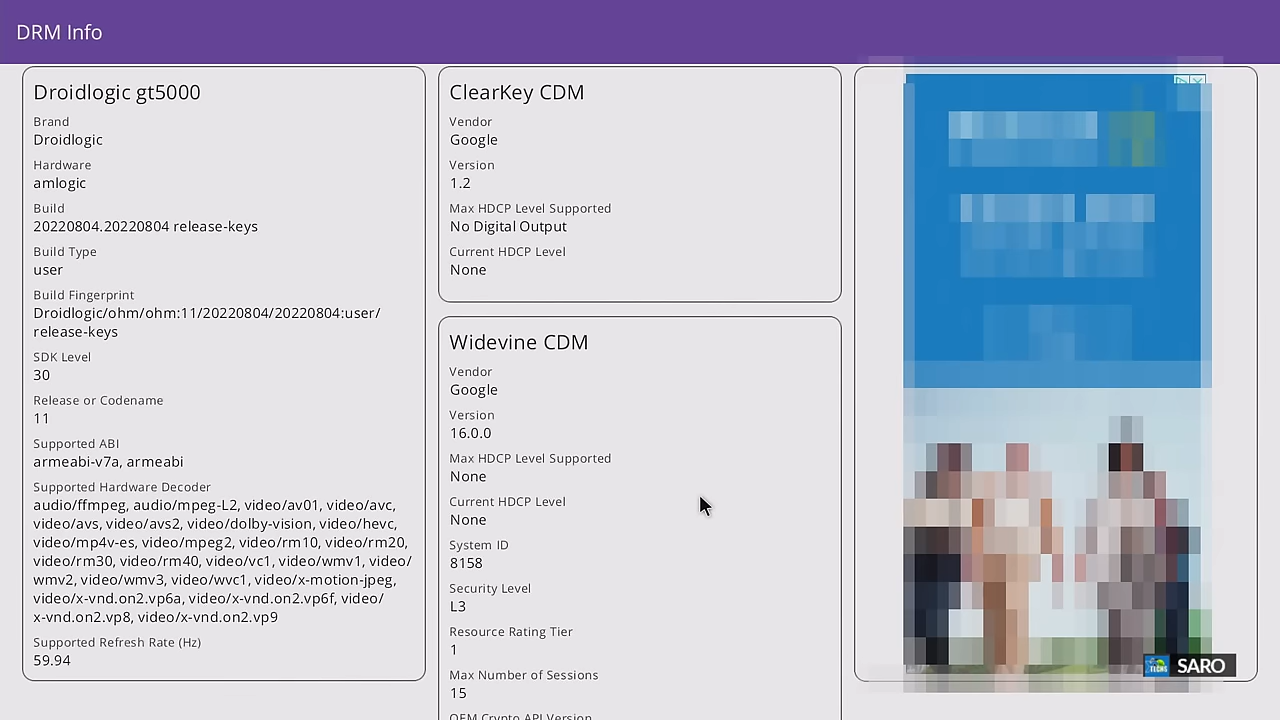 DRM Info
Droidlogic gt5000
Brand
Droidlogic
Hardware
amlogic
Build
20220804.20220804 release-keys
Build Type
user
Build Fingerprint
Droidlogic/ohm/ohm:11/20220804/20220804:user/
release-keys
SDK Level
30
Release or Codename
11
Supported ABI
armeabi-v7a, armeabi
Supported Hardware Decoder
audio/ffmpeg, audio/mpeg-L2, video/av01, video/avc,
video/avs, video/avs2, video/dolby-vision, video/hevc,
video/mp4v-es, video/mpeg2, video/rm10, video/rm20,
video/rm30, video/rm40, video/vc1, video/wmv1, video/
wmv2, video/wmv3, video/wvc1, video/x-motion-jpeg,
video/x-vnd.on2.vp6a, video/x-vnd.on2.vp6f, video/
x-vnd.on2.vp8, video/x-vnd.on2.vp9
Supported Refresh Rate (Hz)
59.94
ClearKey CDM
Vendor
Google
Version
1.2
Max HDCP Level Supported
No Digital Output
Current HDCP Level
None
Widevine CDM
Vendor
Google
Version
16.0.0
Max HDCP Level Supported
None
Current HDCP Level
None
System ID
8158
Security Level
L3
Resource Rating Tier
1
Max Number of Sessions
15
OEM Crypto API Version
TECHS SARO